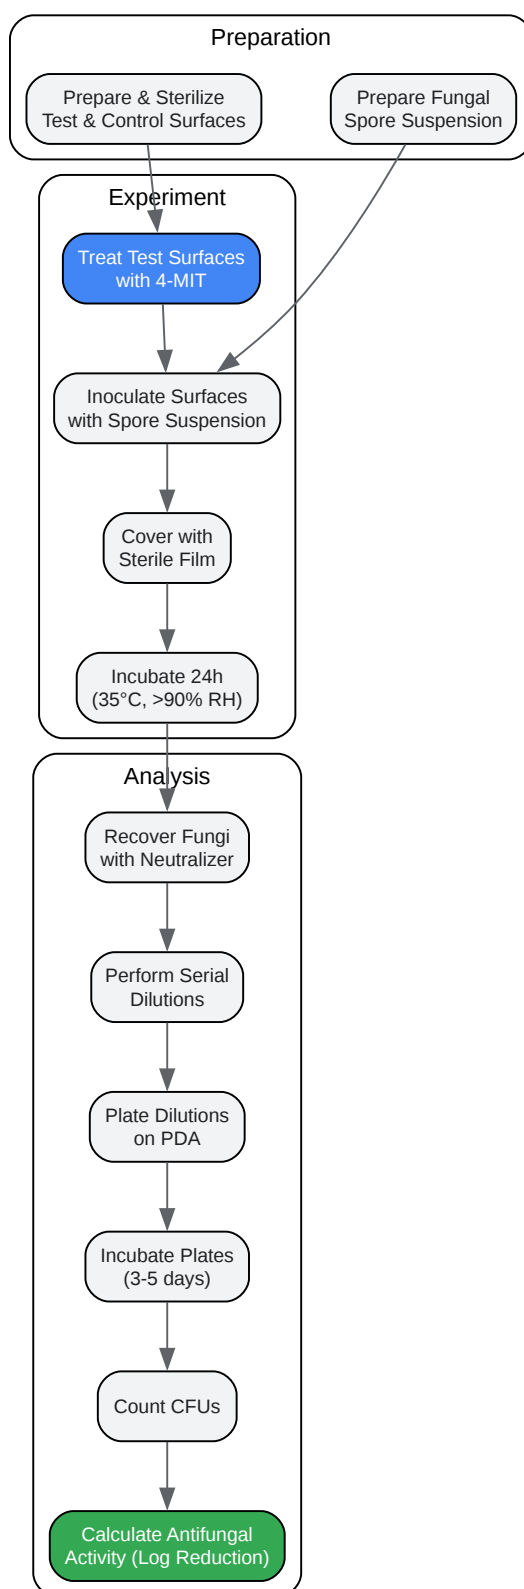 Preparation
Prepare & Sterilize
Test & Control Surfaces
Prepare Fungal
Spore Suspension
Experiment
Treat Test Surfaces
with 4-MIT
Inoculate Surfaces
with Spore Suspension
Cover with
Sterile Film
Incubate 24h
(35°C, >90% RH)
Analysis
Recover Fungi
with Neutralizer
Perform Serial
Dilutions
Plate Dilutions
on PDA
Incubate Plates
(3-5 days)
Count CFUs
Calculate Antifungal
Activity (Log Reduction)